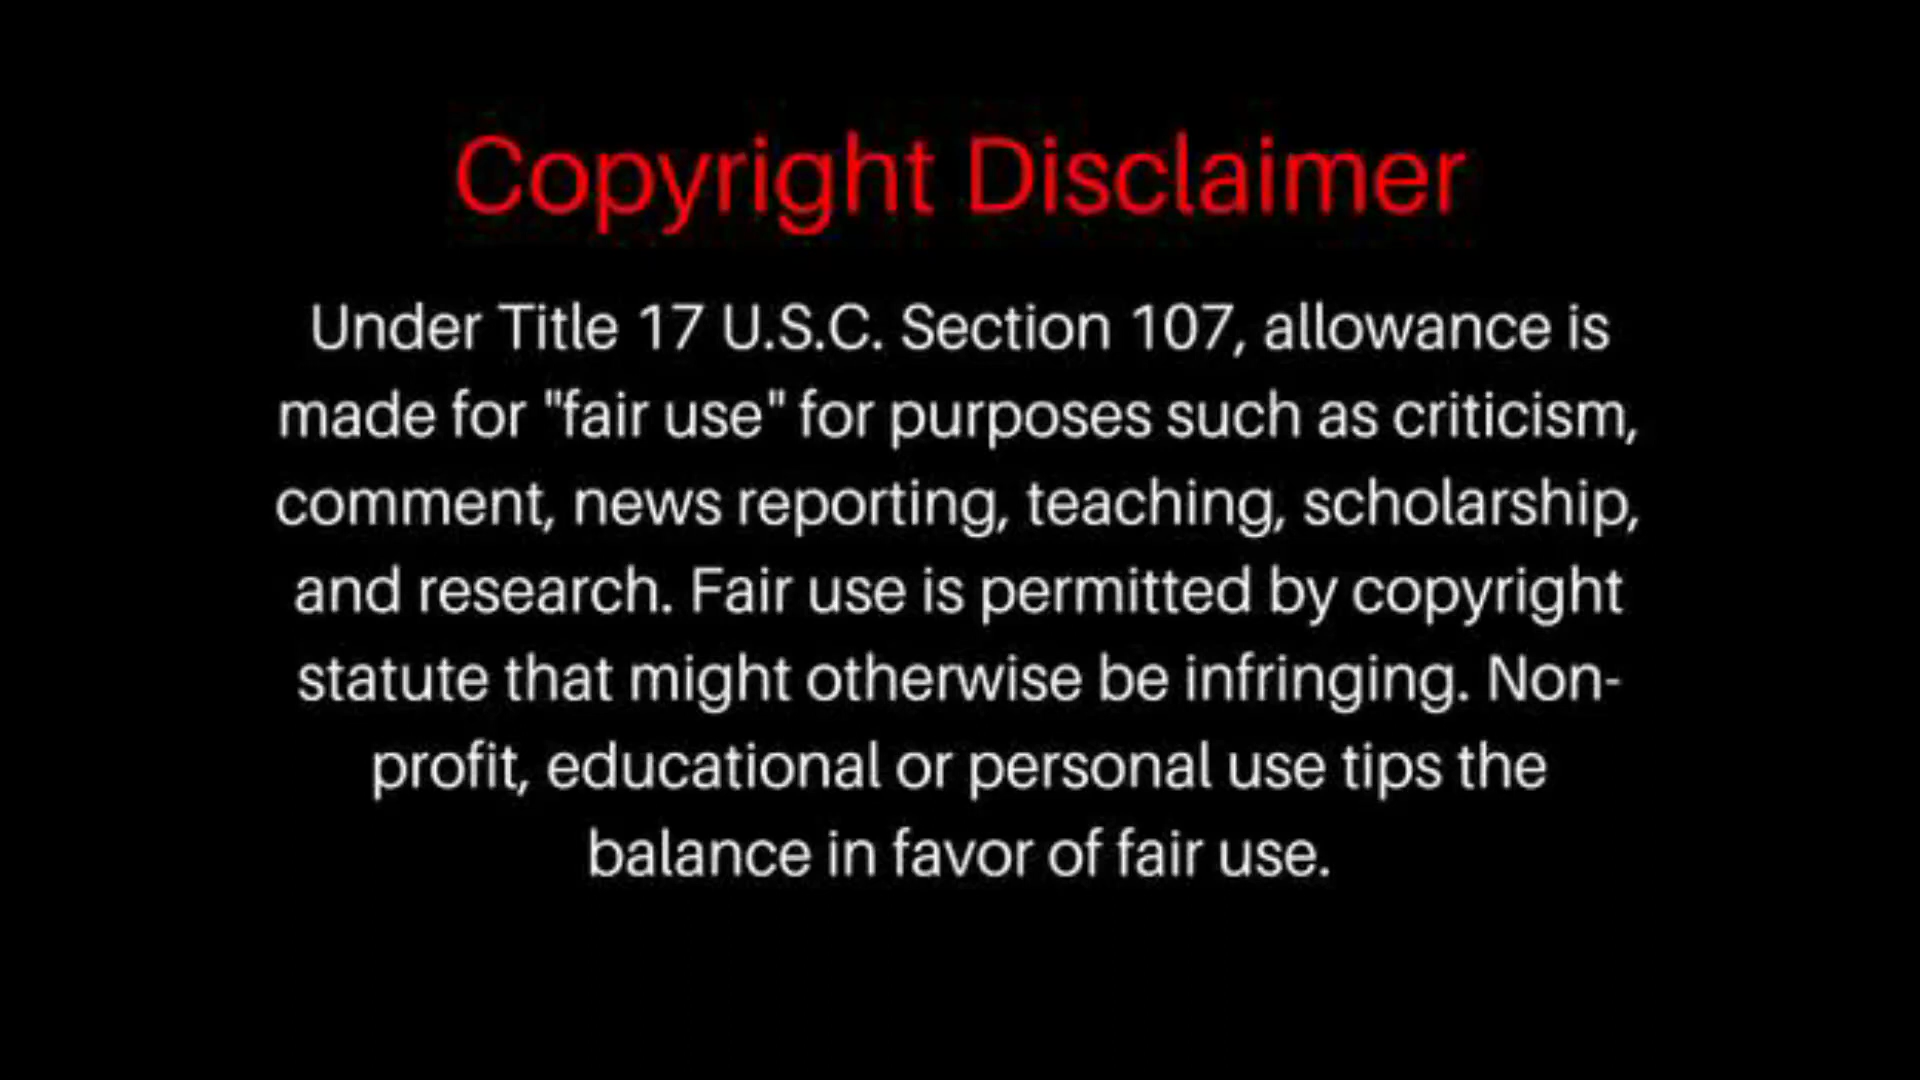 Copyright Disclaimer
Under Title 17 U.S.C. Section 107, allowance is
made for "fair use" for purposes such as criticism,
comment, news reporting, teaching, scholarship,
and research. Fair use is permitted by copyright
statute that might otherwise be infringing. Non-
profit, educational or personal use tips the
balance in favor of fair use.